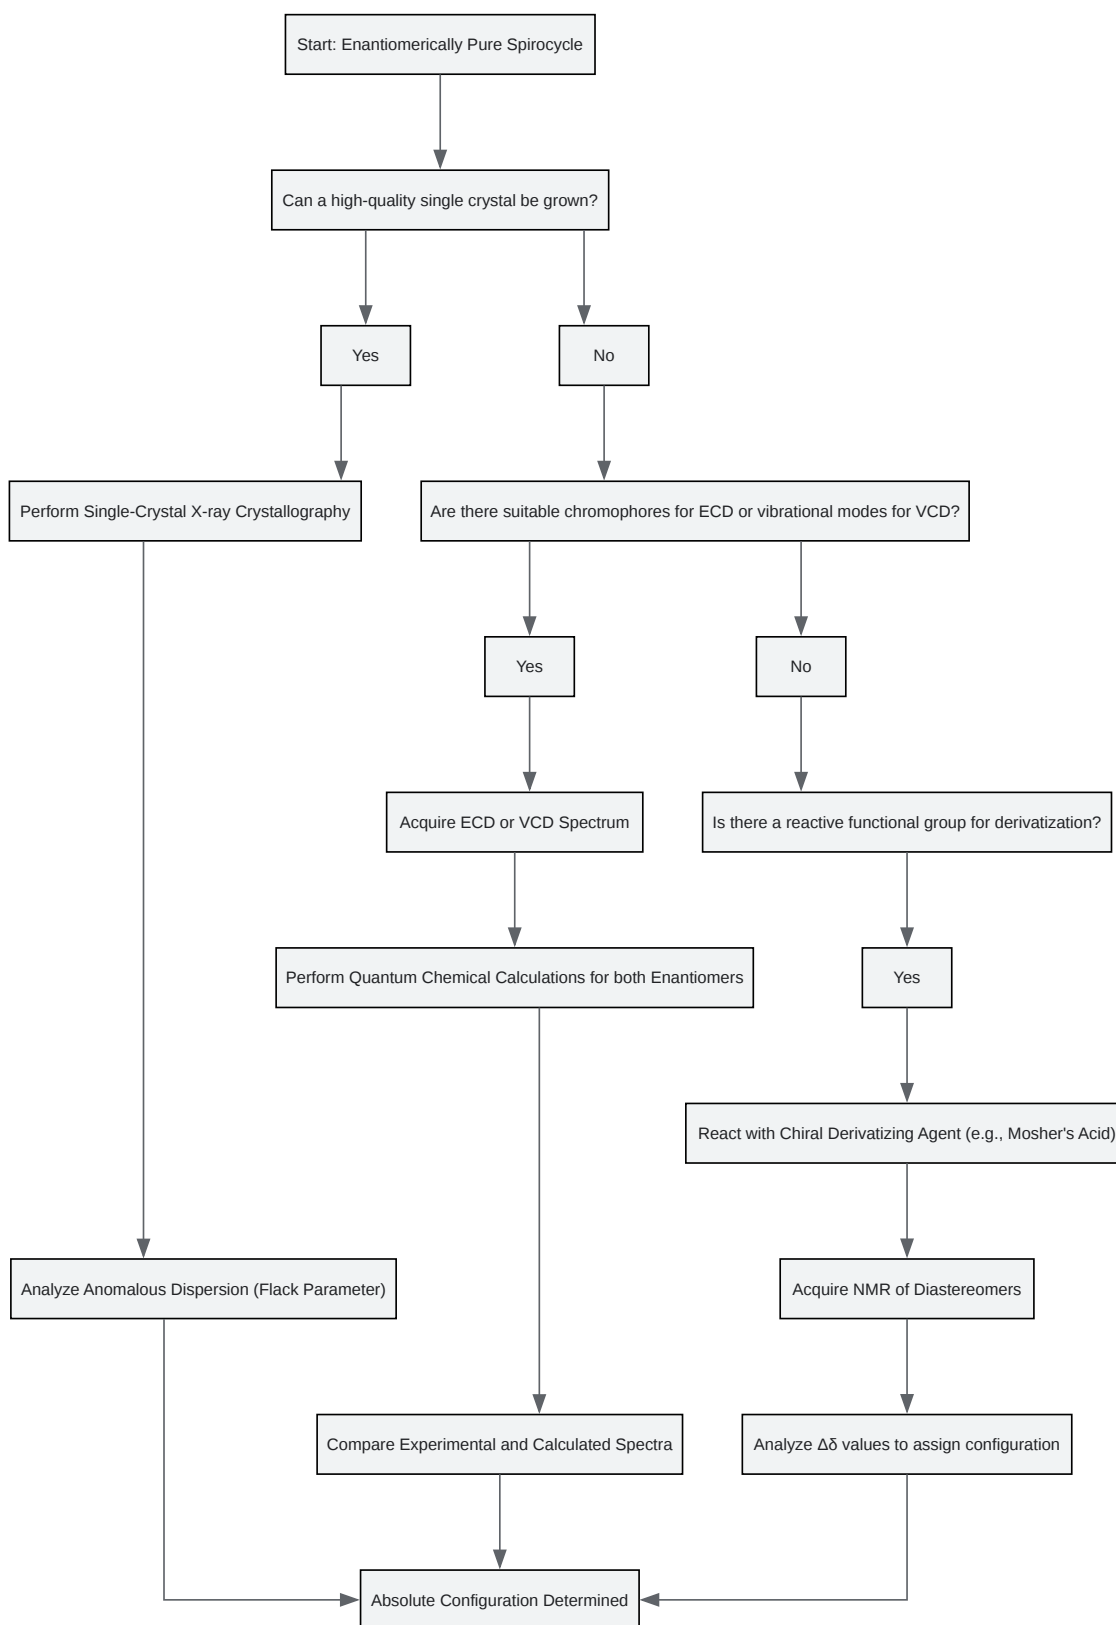 Start: Enantiomerically Pure Spirocycle
Can a high-quality single crystal be grown?
Yes
No
Perform Single-Crystal X-ray Crystallography
Are there suitable chromophores for ECD or vibrational modes for VCD?
Yes
No
Acquire ECD or VCD Spectrum
Is there a reactive functional group for derivatization?
Perform Quantum Chemical Calculations for both Enantiomers
Yes
React with Chiral Derivatizing Agent (e.g., Mosher's Acid)
Analyze Anomalous Dispersion (Flack Parameter)
Acquire NMR of Diastereomers
Compare Experimental and Calculated Spectra
Analyze Δδ values to assign configuration
Absolute Configuration Determined